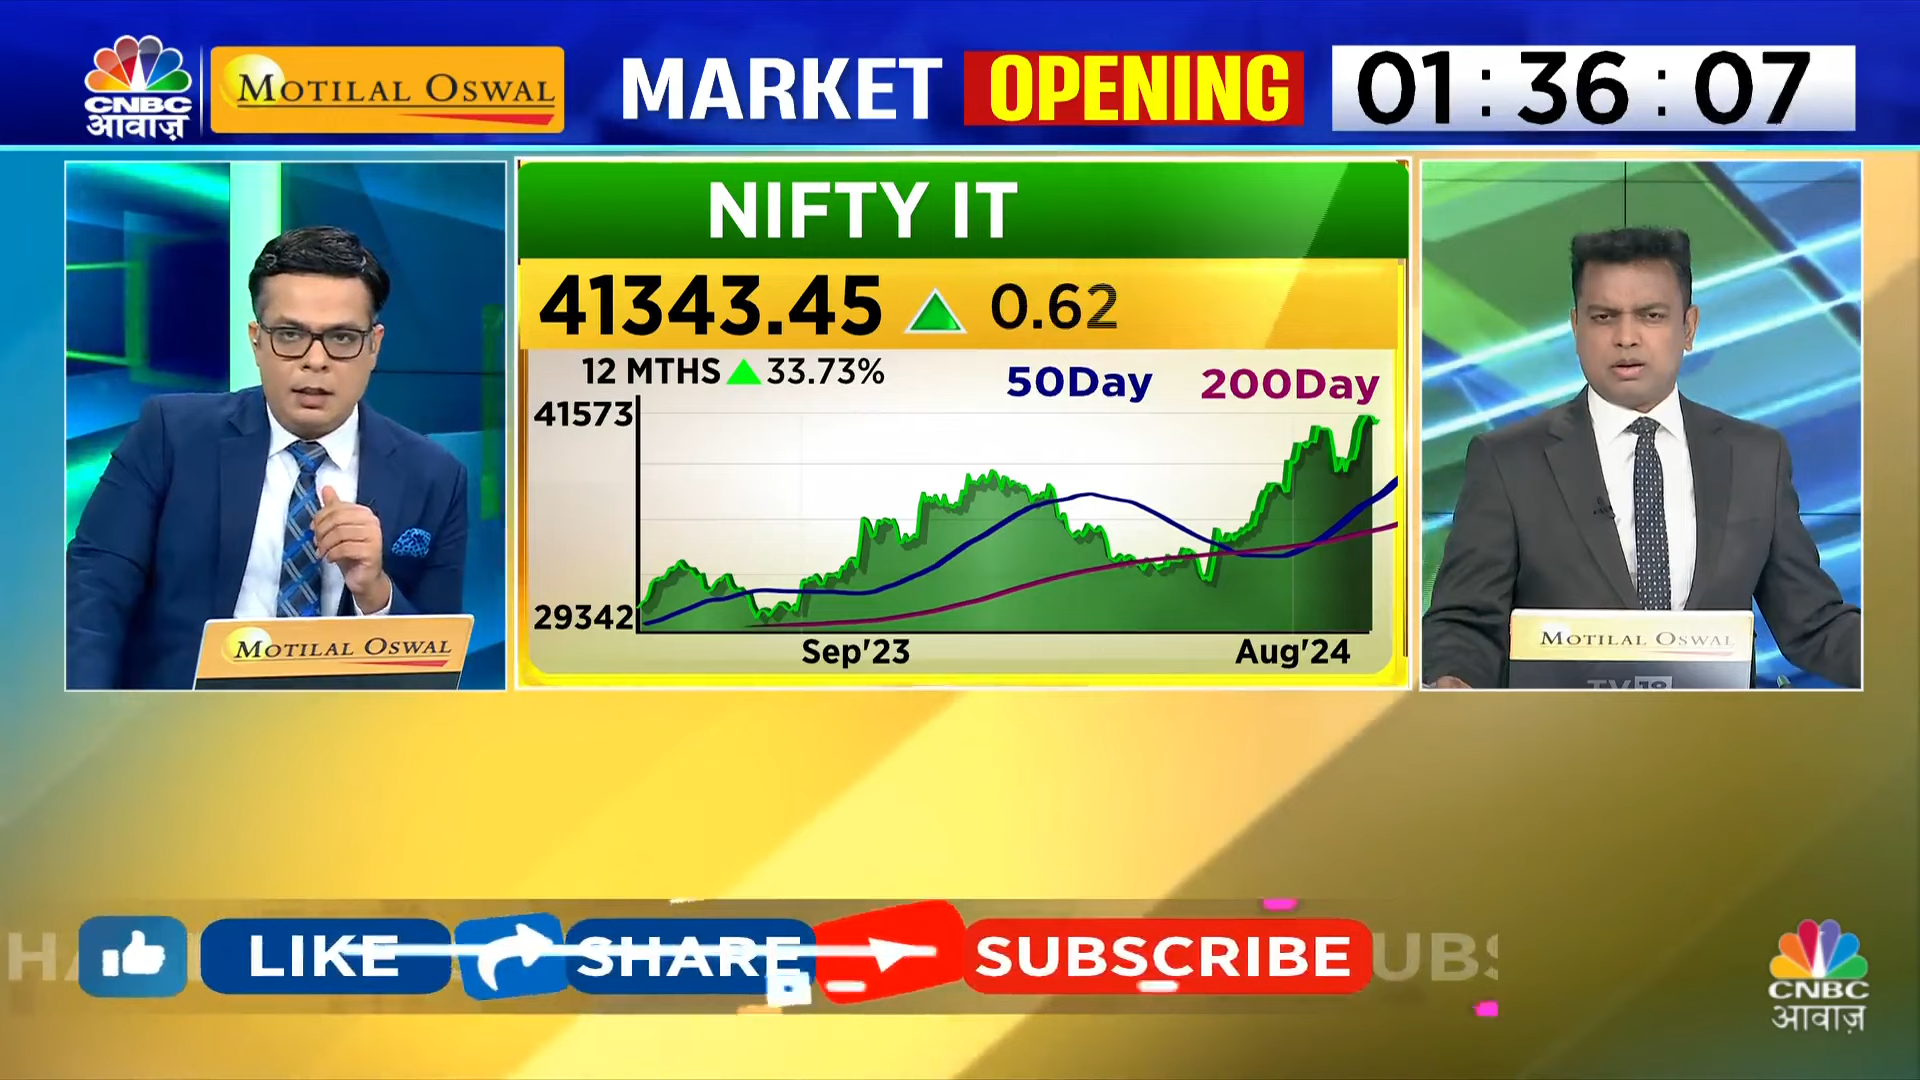 CNBC
आवाज़
MOTILAL OSWAL
MARKET OPENING
01:36:07
NIFTY IT
41343.45 ▲ 0.62
12 MTHS ▲ 33.73%
50Day 200Day
41573
29342
Sep'23 Aug'24
MOTILAL OSWAL
MOTILAL OSWAL
LIKE SHARE SUBSCRIBE
CNBC
आवाज़